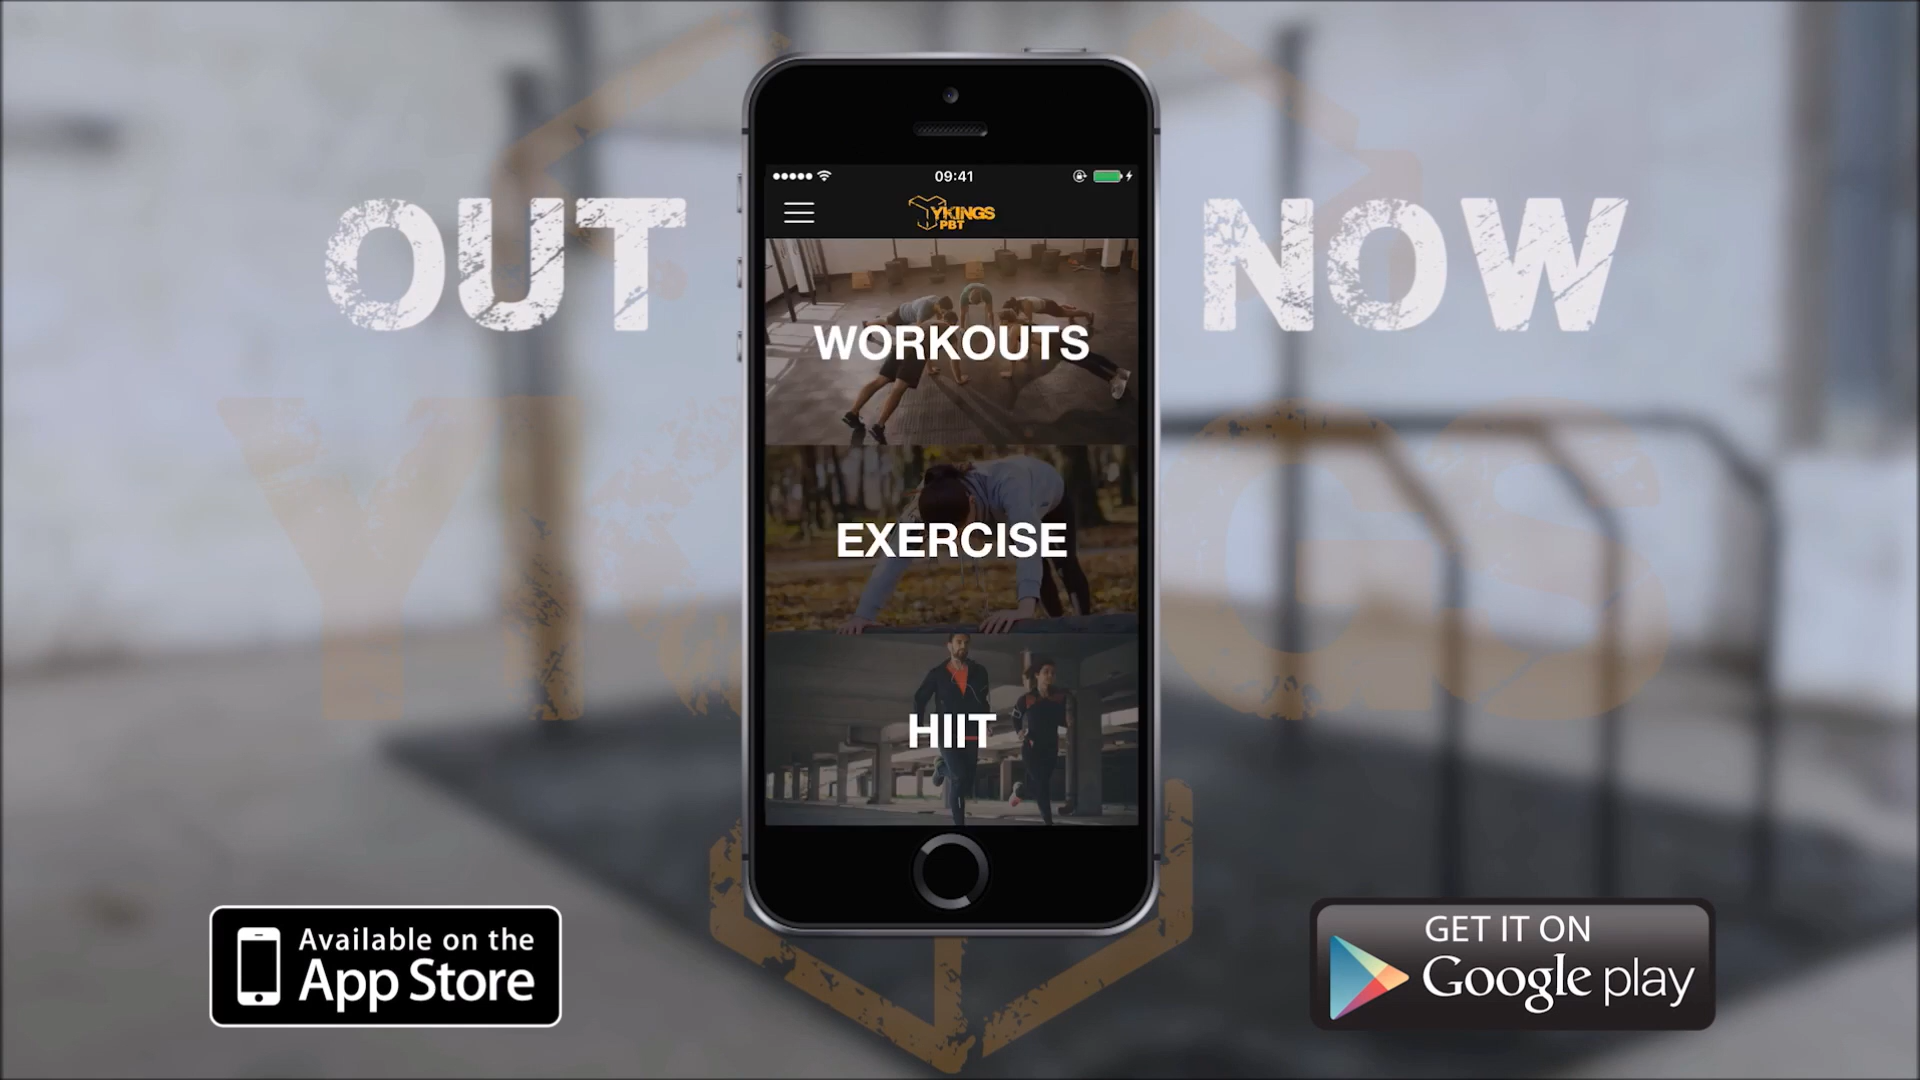 OUT NOW
09:41
YKINGS
PBT
WORKOUTS
EXERCISE
HIIT
YKINGS
Available on the
App Store
GET IT ON
Google play